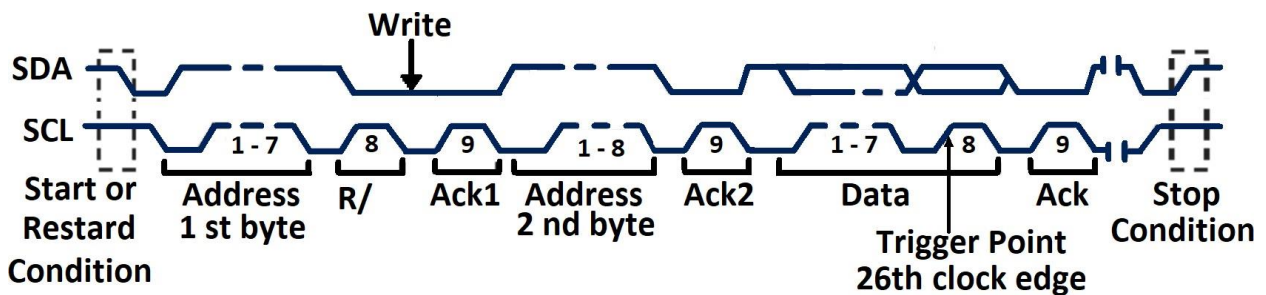 Write
SDA
SCL
1-7
8
9
1-8
9
1-7
8
9
Start or
Restard
Condition
Address
1 st byte
R/
Ack1
Address
2 nd byte
Ack2
Data
Trigger Point
26th clock edge
Ack
Stop
Condition